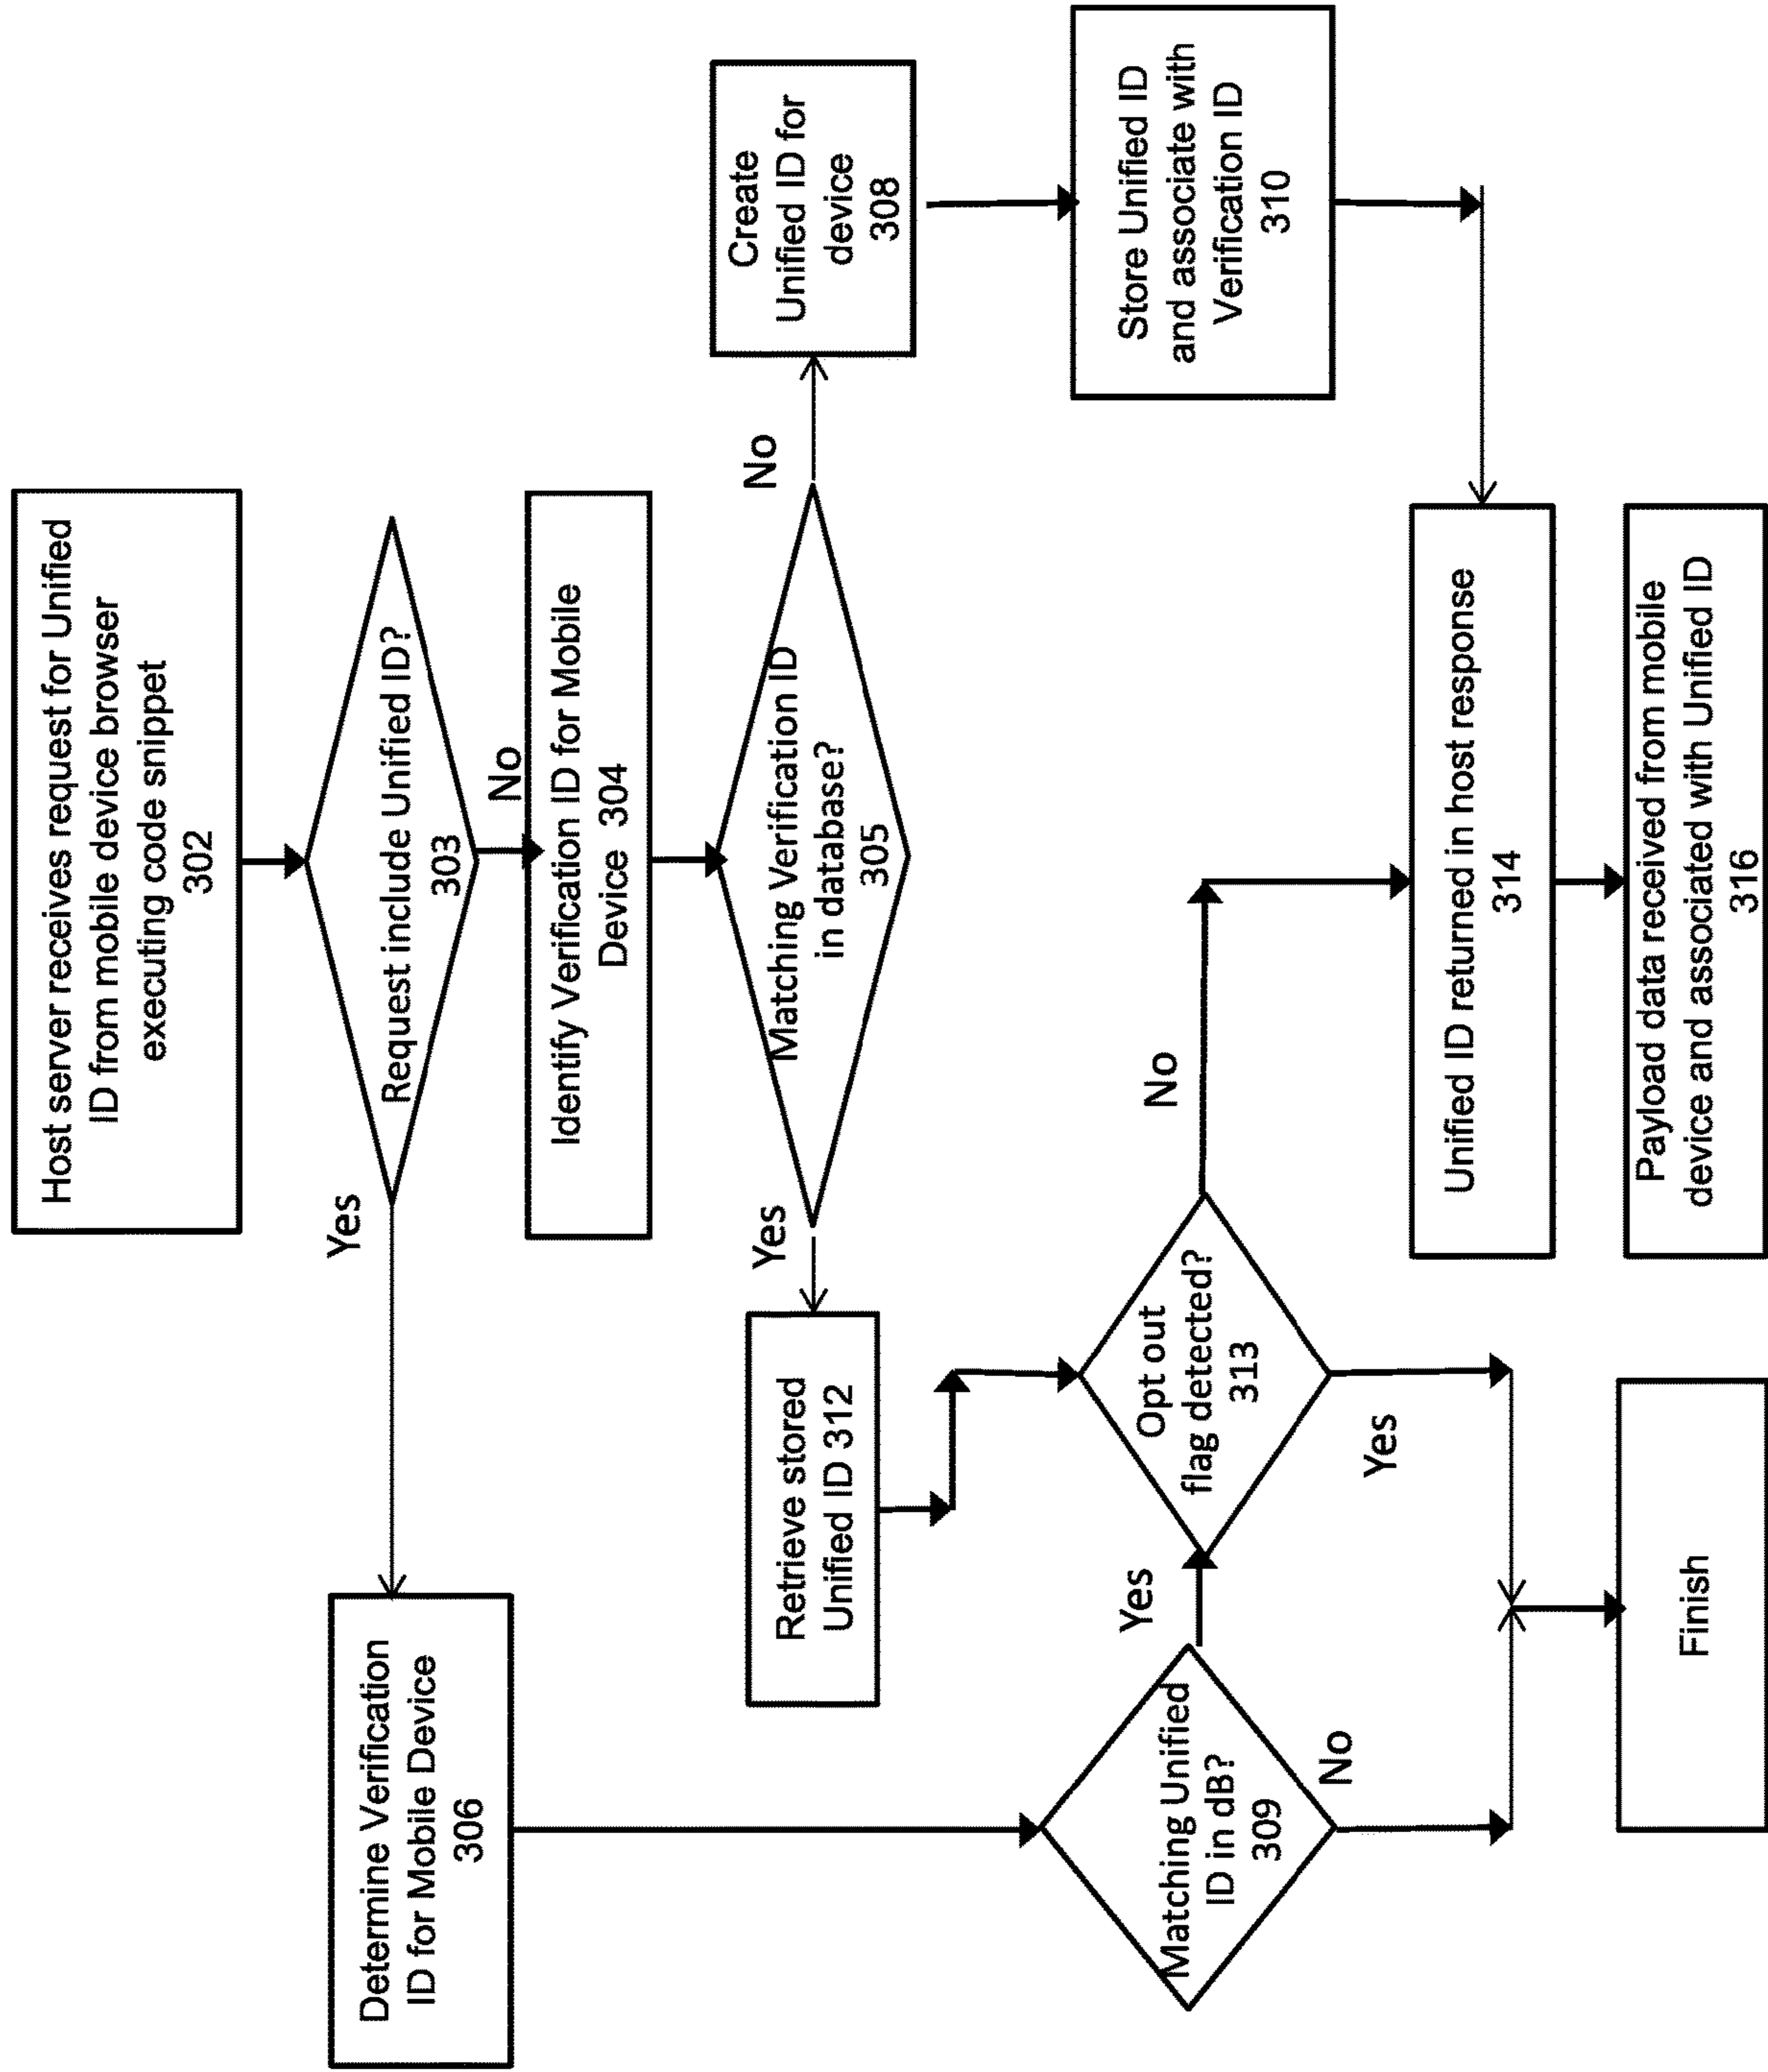 Host server receives request for Unified
ID from mobile device browser
executing code snippet
302
Request include Unified ID?
303
Yes
No
Determine Verification
ID for Mobile Device
306
Identify Verification ID for Mobile
Device 304
Matching Verification ID
in database?
305
Yes
No
Retrieve stored
Unified ID 312
Create
Unified ID for
device
308
Store Unified ID
and associate with
Verification ID
310
Matching Unified
ID in dB?
309
Yes
No
Opt out
flag detected?
313
No
Yes
Unified ID returned in host response
314
Payload data received from mobile
device and associated with Unified ID
316
Finish